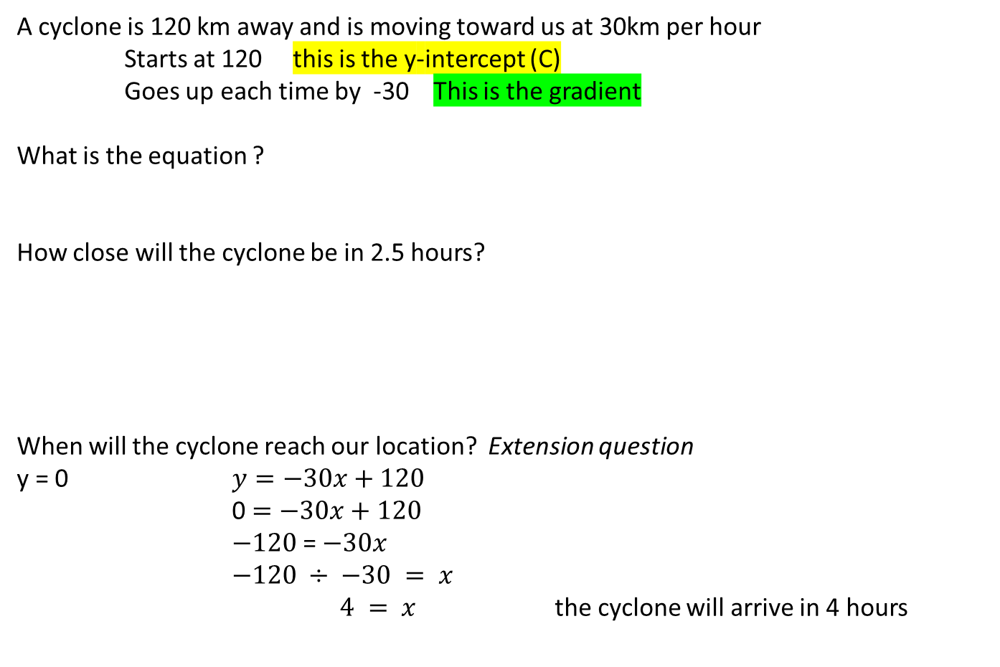 A cyclone is 120 km away and is moving toward us at 30km per hour
Starts at 120 this is the y-intercept (C)
Goes up each time by -30 This is the gradient
What is the equation ?
How close will the cyclone be in 2.5 hours?
When will the cyclone reach our location? Extension question
y = 0 y = −30x + 120
0 = −30x + 120
−120 = −30x
−120 ÷ −30 = x
4 = x the cyclone will arrive in 4 hours